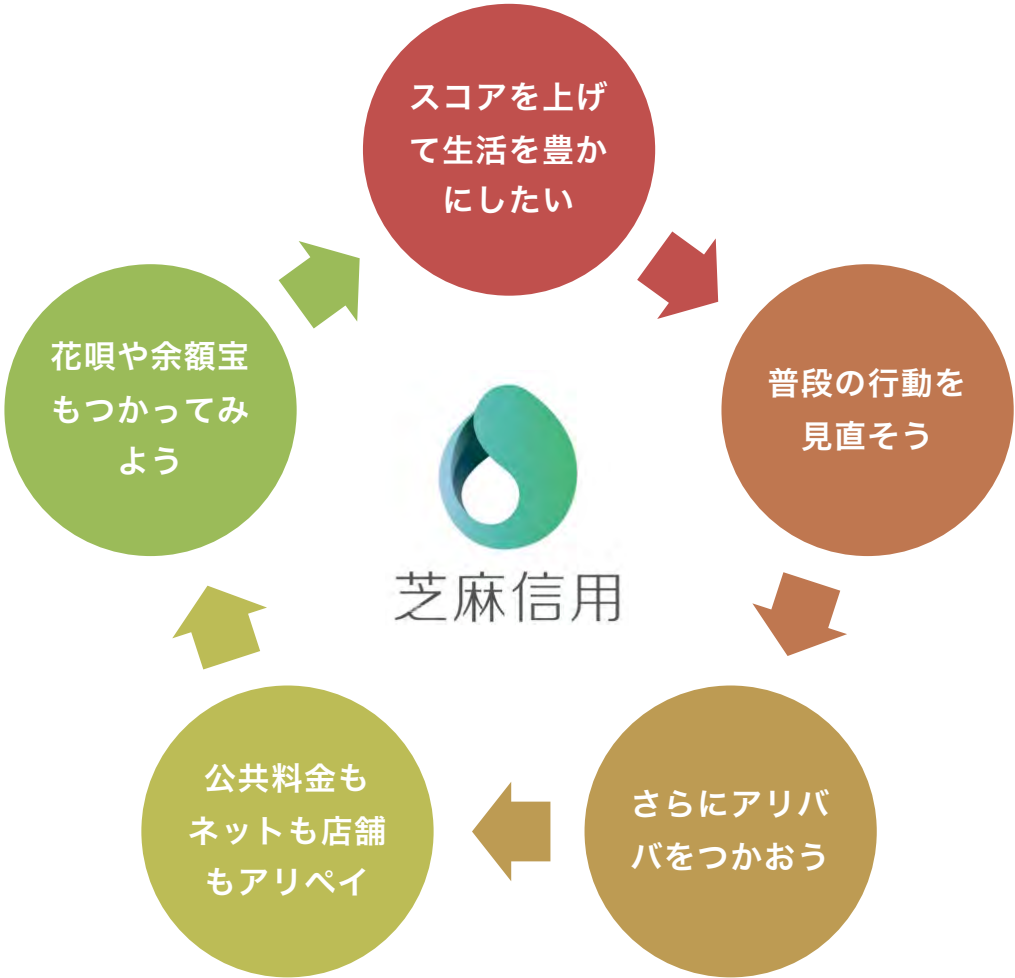 スコアを上げ
て生活を豊か
にしたい
普段の行動を
見直そう
さらにアリバ
バをつかおう
公共料金も
ネットも店舗
もアリペイ
花唄や余額宝
もつかってみ
よう
芝麻信用